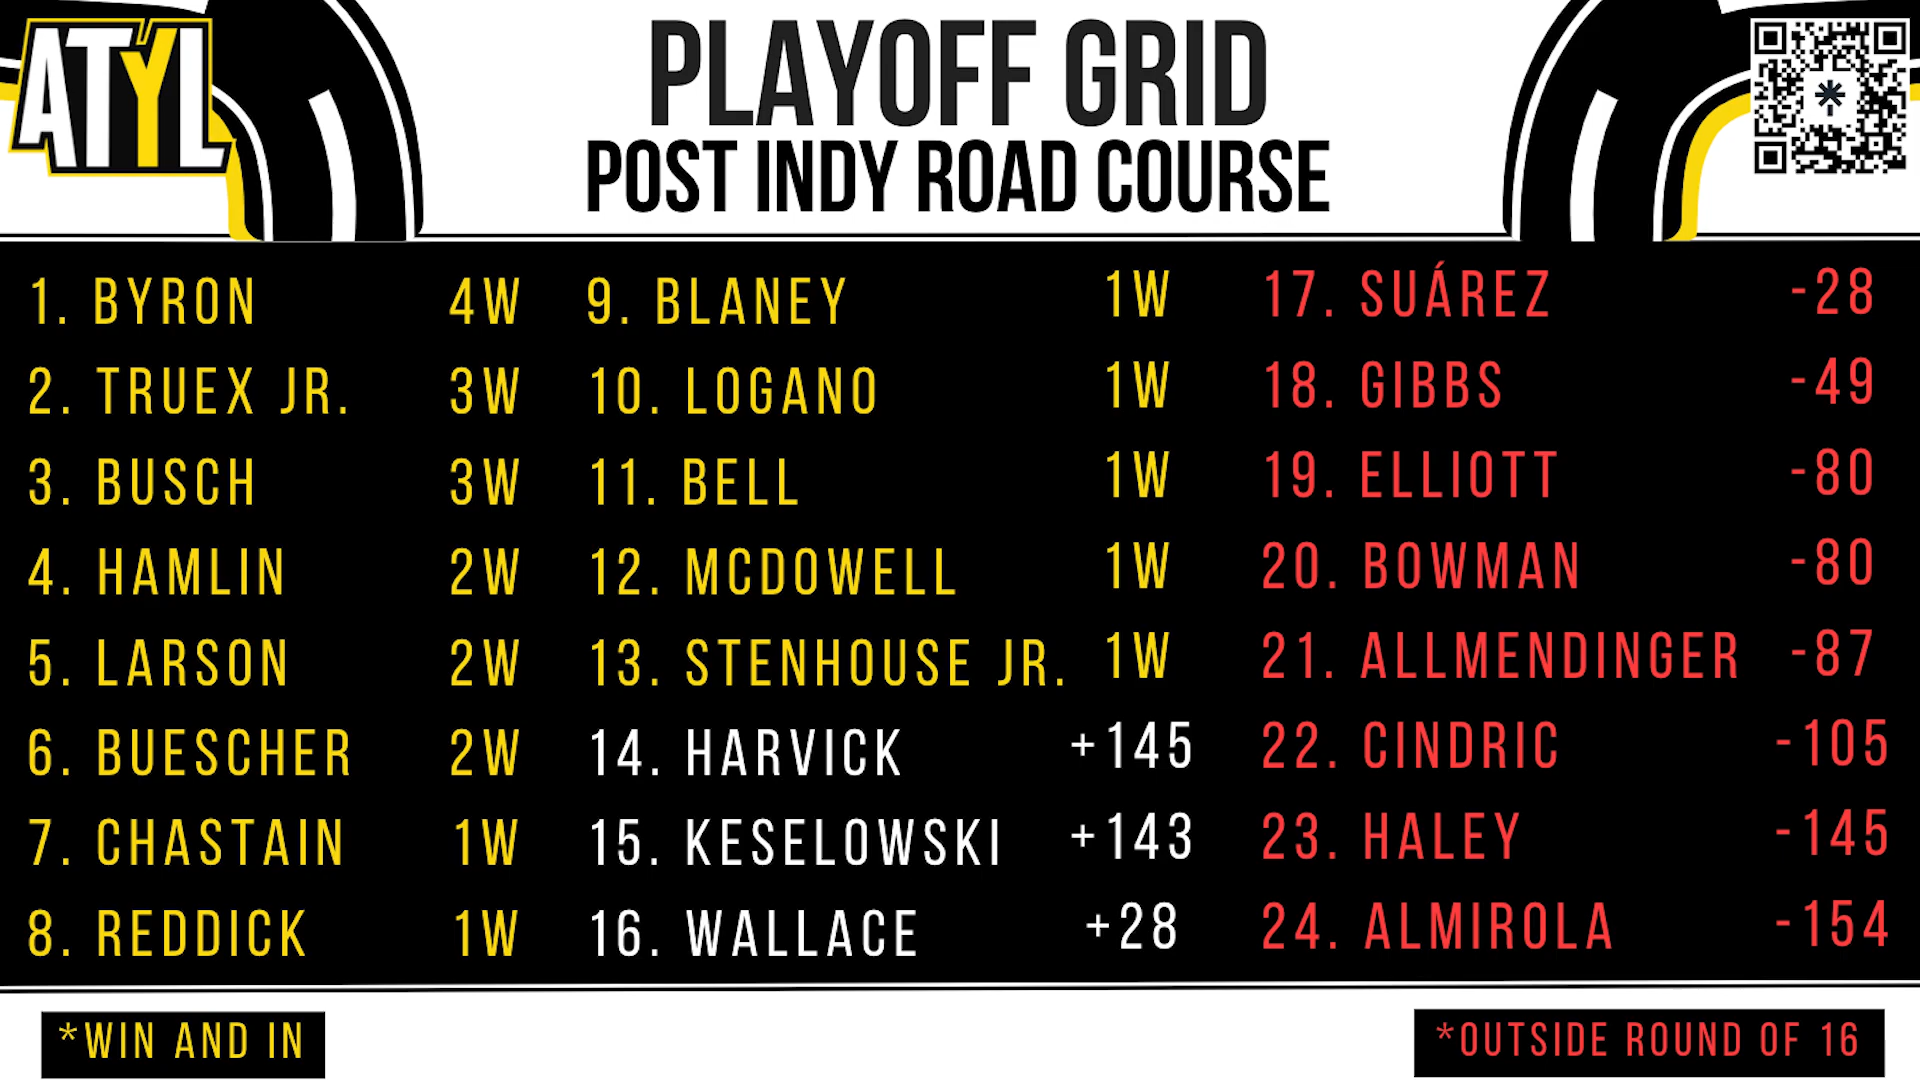 ATYL
PLAYOFF GRID
POST INDY ROAD COURSE
1. BYRON 4W
2. TRUEX JR. 3W
3. BUSCH 3W
4. HAMLIN 2W
5. LARSON 2W
6. BUESCHER 2W
7. CHASTAIN 1W
8. REDDICK 1W
9. BLANEY 1W
10. LOGANO 1W
11. BELL 1W
12. MCDOWELL 1W
13. STENHOUSE JR. 1W
14. HARVICK +145
15. KESELOWSKI +143
16. WALLACE +28
17. SUÁREZ -28
18. GIBBS -49
19. ELLIOTT -80
20. BOWMAN -80
21. ALLMENDINGER -87
22. CINDRIC -105
23. HALEY -145
24. ALMIROLA -154
*WIN AND IN
*OUTSIDE ROUND OF 16